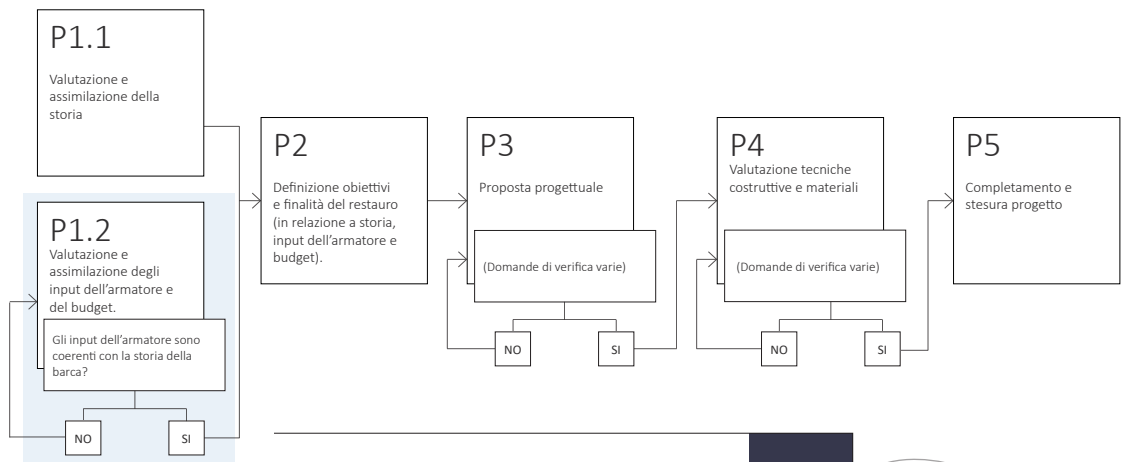 P1.1
Valutazione e
assimilazione della
storia
P1.2
Valutazione e
assimilazione degli
input dell’armatore e
del budget.
Gli input dell’armatore sono
coerenti con la storia della
barca?
NO
SI
P2
Definizione obiettivi
e finalità del restauro
(in relazione a storia,
input dell’armatore e
budget).
P3
Proposta progettuale
(Domande di verifica varie)
NO
SI
P4
Valutazione tecniche
costruttive e materiali
(Domande di verifica varie)
NO
SI
P5
Completamento e
stesura progetto